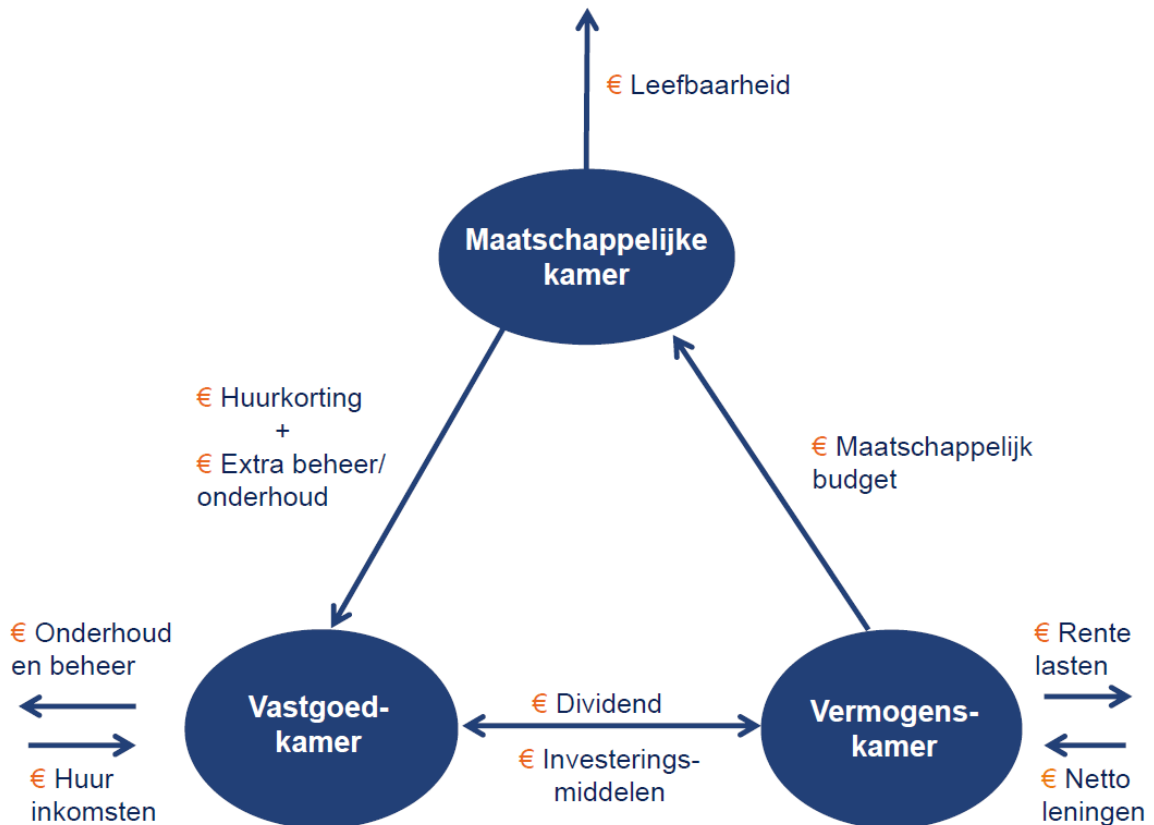 € Leefbaarheid
Maatschappelijke
kamer
€ Huurkorting
+
€ Extra beheer/
onderhoud
€ Maatschappelijk
budget
€ Onderhoud
en beheer
€ Huur
inkomsten
Vastgoed-
kamer
€ Dividend
€ Investerings-
middelen
Vermogens-
kamer
€ Rente
lasten
€ Netto
leningen